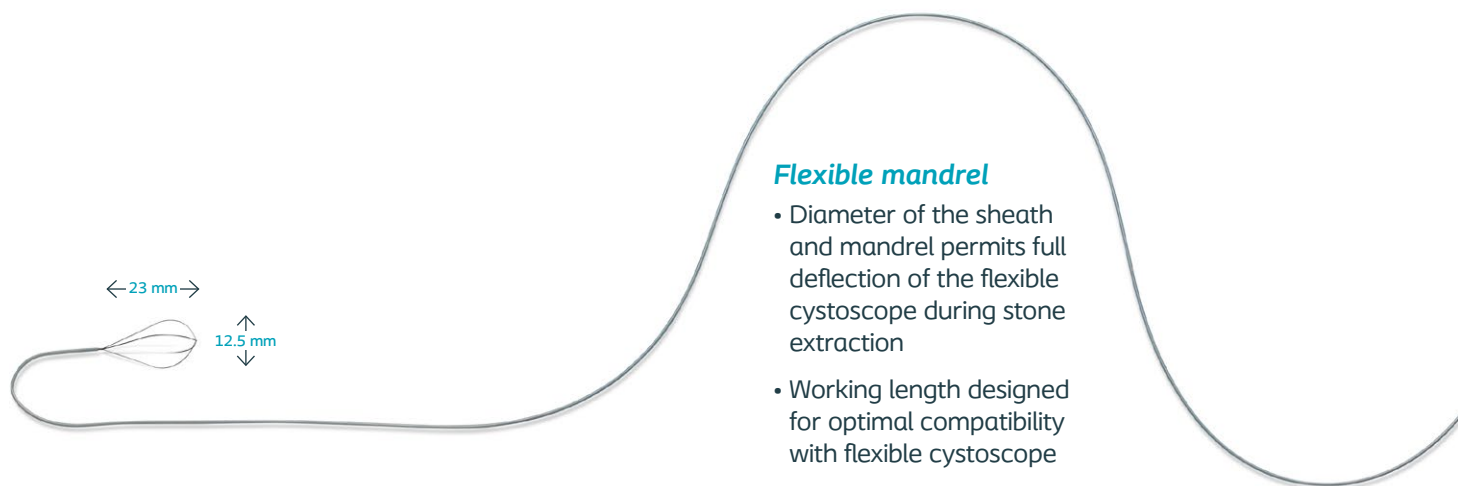 23 mm
12.5 mm
Flexible mandrel
• Diameter of the sheath
and mandrel permits full
deflection of the flexible
cystoscope during stone
extraction
• Working length designed
for optimal compatibility
with flexible cystoscope